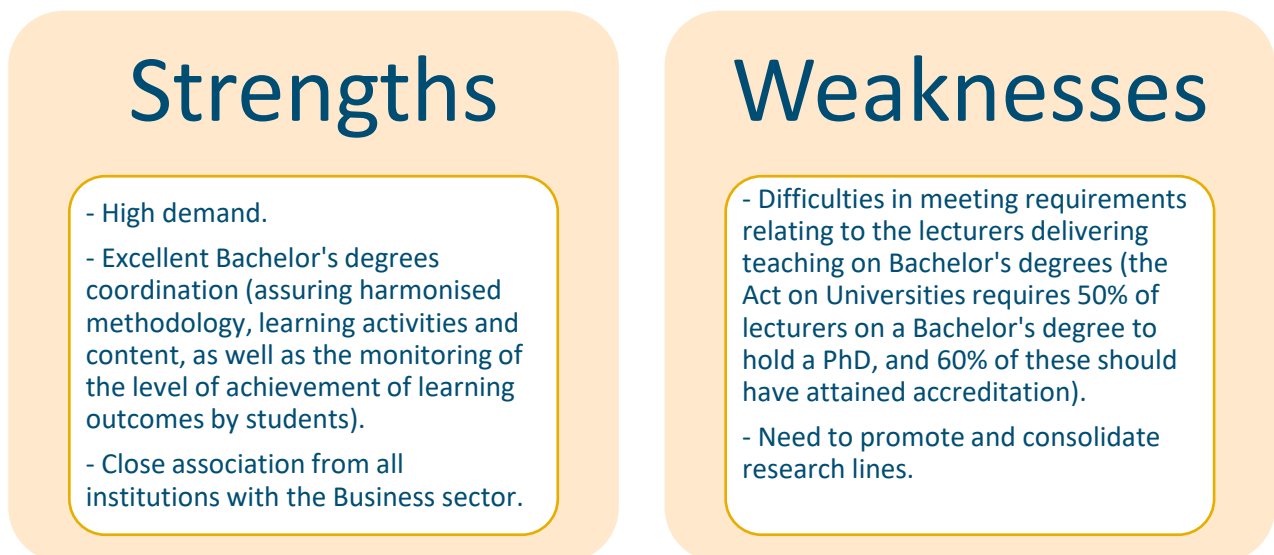 Strengths
- High demand.
- Excellent Bachelor's degrees
coordination (assuring harmonised
methodology, learning activities and
content, as well as the monitoring of
the level of achievement of learning
outcomes by students).
- Close association from all
institutions with the Business sector.
Weaknesses
- Difficulties in meeting requirements
relating to the lecturers delivering
teaching on Bachelor's degrees (the
Act on Universities requires 50% of
lecturers on a Bachelor's degree to
hold a PhD, and 60% of these should
have attained accreditation).
- Need to promote and consolidate
research lines.